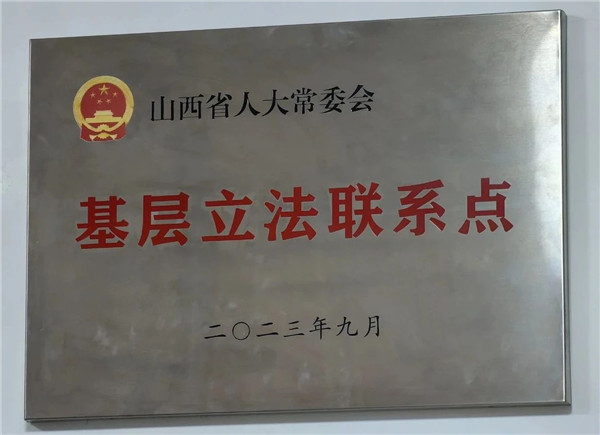 山西省人大常委会
基层立法联系点
二〇二三年九月